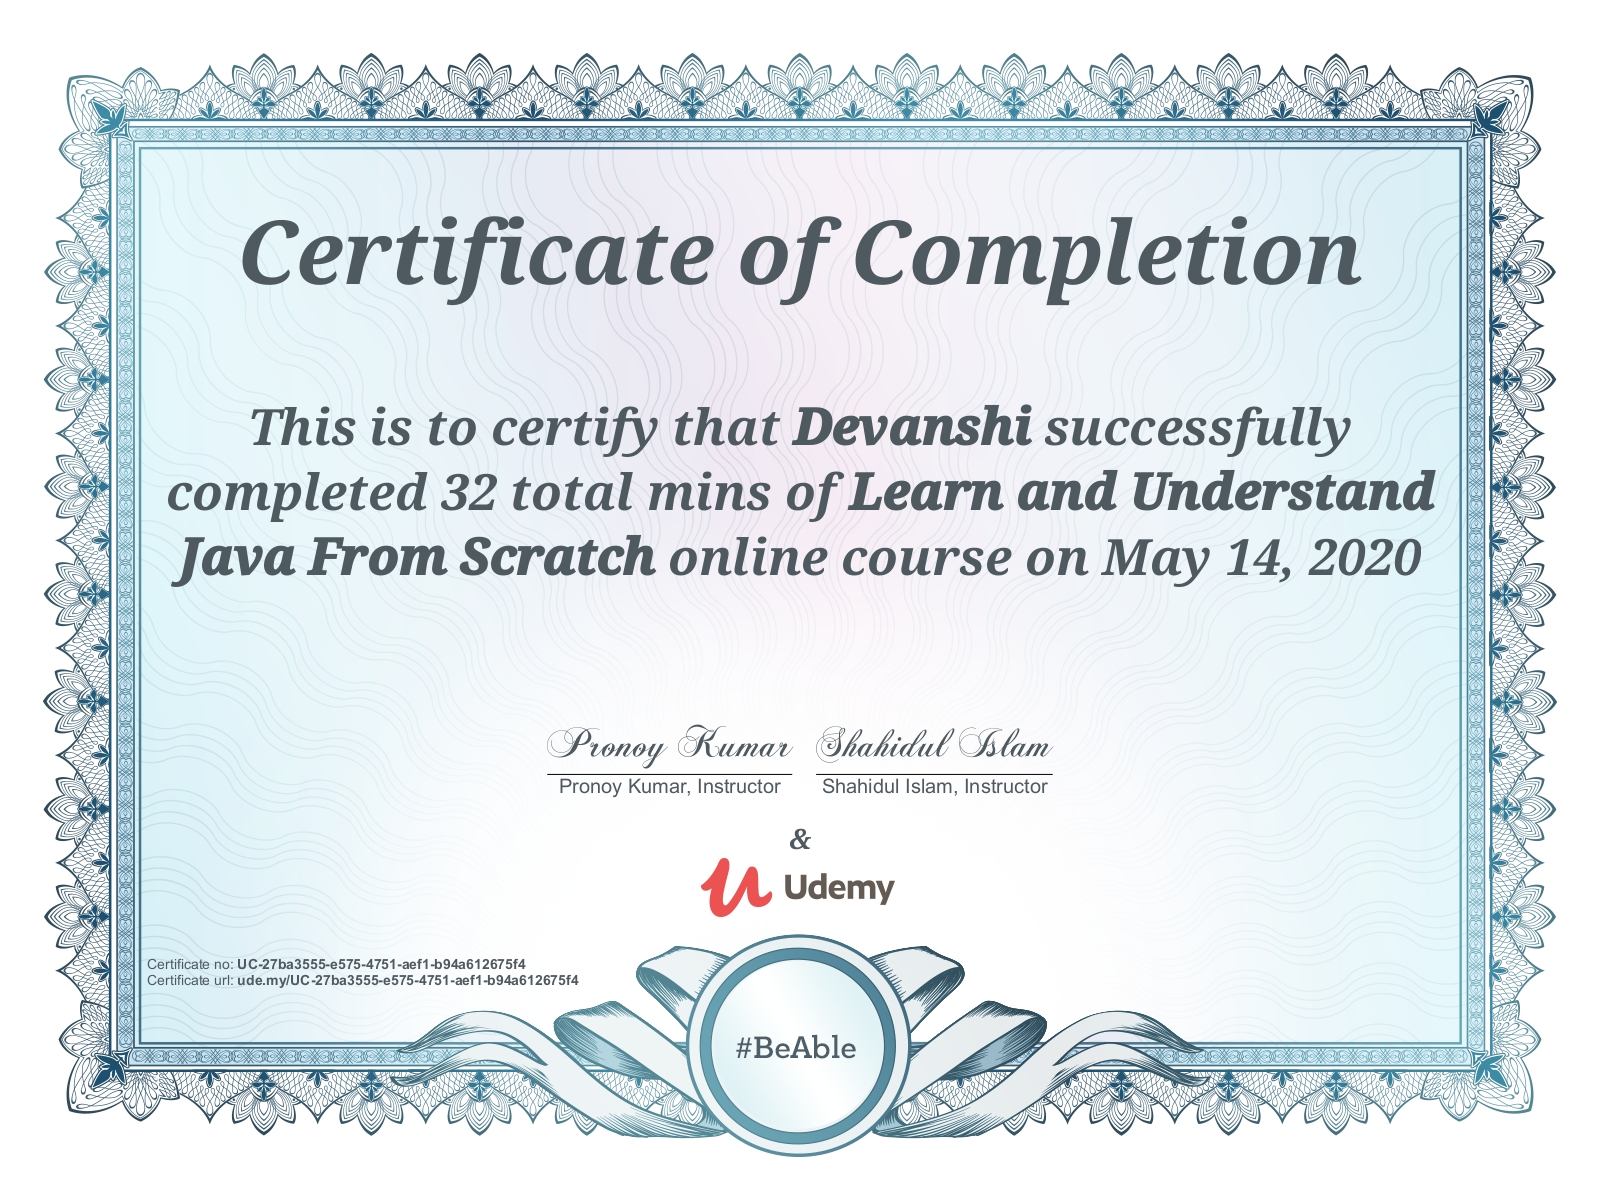 Certificate of Completion
This is to certify that Devanshi successfully
completed 32 total mins of Learn and Understand
Java From Scratch online course on May 14, 2020
Pronoy Kumar Shahidul Islam
Pronoy Kumar, Instructor Shahidul Islam, Instructor
&
Udemy
Certificate no: UC-27ba3555-e575-4751-aef1-b94a612675f4
Certificate url: ude.my/UC-27ba3555-e575-4751-aef1-b94a612675f4
#BeAble